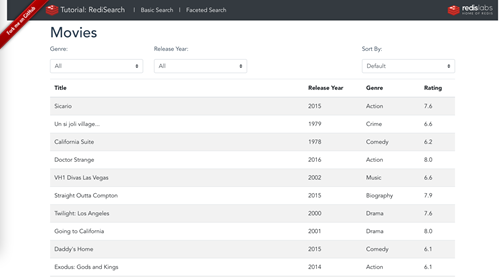 Fork me on GitHub
Tutorial: RediSearch | Basic Search | Faceted Search
redislabs
HOME OF REDIS
Movies
Genre: Release Year: Sort By:
All All Default
Title Release Year Genre Rating
Sicario 2015 Action 7.6
Un si joli village... 1979 Crime 6.6
California Suite 1978 Comedy 6.2
Doctor Strange 2016 Action 8.0
VH1 Divas Las Vegas 2002 Music 6.6
Straight Outta Compton 2015 Biography 7.9
Twilight: Los Angeles 2000 Drama 7.6
Going to California 2001 Drama 8.0
Daddy's Home 2015 Comedy 6.1
Exodus: Gods and Kings 2014 Action 6.1